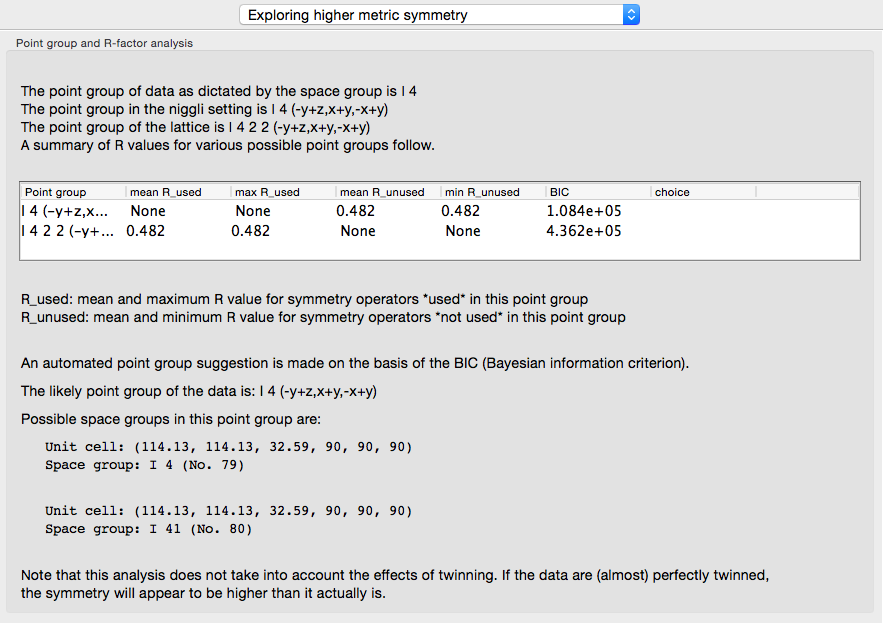 Exploring higher metric symmetry
Point group and R-factor analysis
The point group of data as dictated by the space group is I 4
The point group in the niggli setting is I 4 (-y+z,x+y,-x+y)
The point group of the lattice is I 4 2 2 (-y+z,x+y,-x+y)
A summary of R values for various possible point groups follow.
Point group mean R_used max R_used mean R_unused min R_unused BIC choice
I 4 (-y+z,x... None None 0.482 0.482 1.084e+05
I 4 2 2 (-y+... 0.482 0.482 None None 4.362e+05
R_used: mean and maximum R value for symmetry operators *used* in this point group
R_unused: mean and minimum R value for symmetry operators *not used* in this point group
An automated point group suggestion is made on the basis of the BIC (Bayesian information criterion).
The likely point group of the data is: I 4 (-y+z,x+y,-x+y)
Possible space groups in this point group are:
Unit cell: (114.13, 114.13, 32.59, 90, 90, 90)
Space group: I 4 (No. 79)
Unit cell: (114.13, 114.13, 32.59, 90, 90, 90)
Space group: I 41 (No. 80)
Note that this analysis does not take into account the effects of twinning. If the data are (almost) perfectly twinned,
the symmetry will appear to be higher than it actually is.